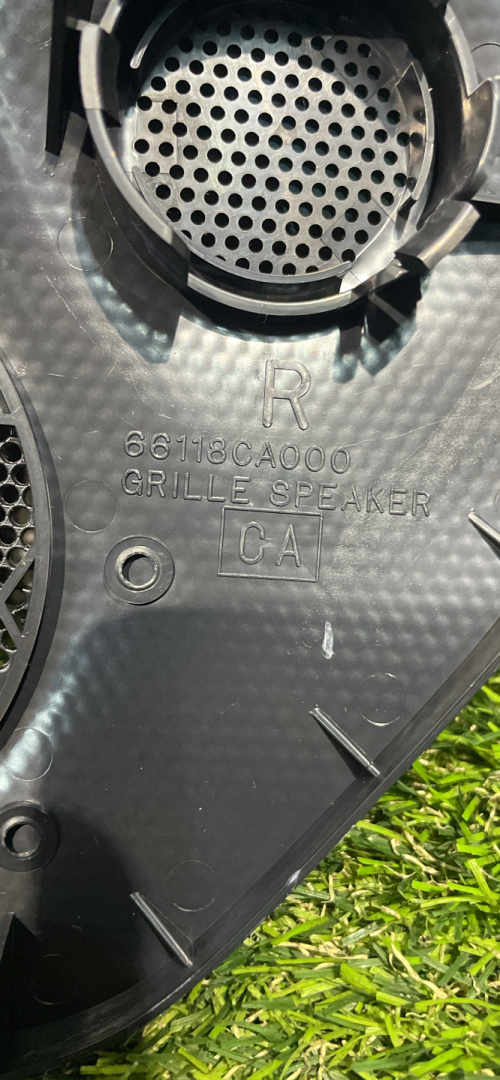 R
66118CA000
GRILLE SPEAKER
CA